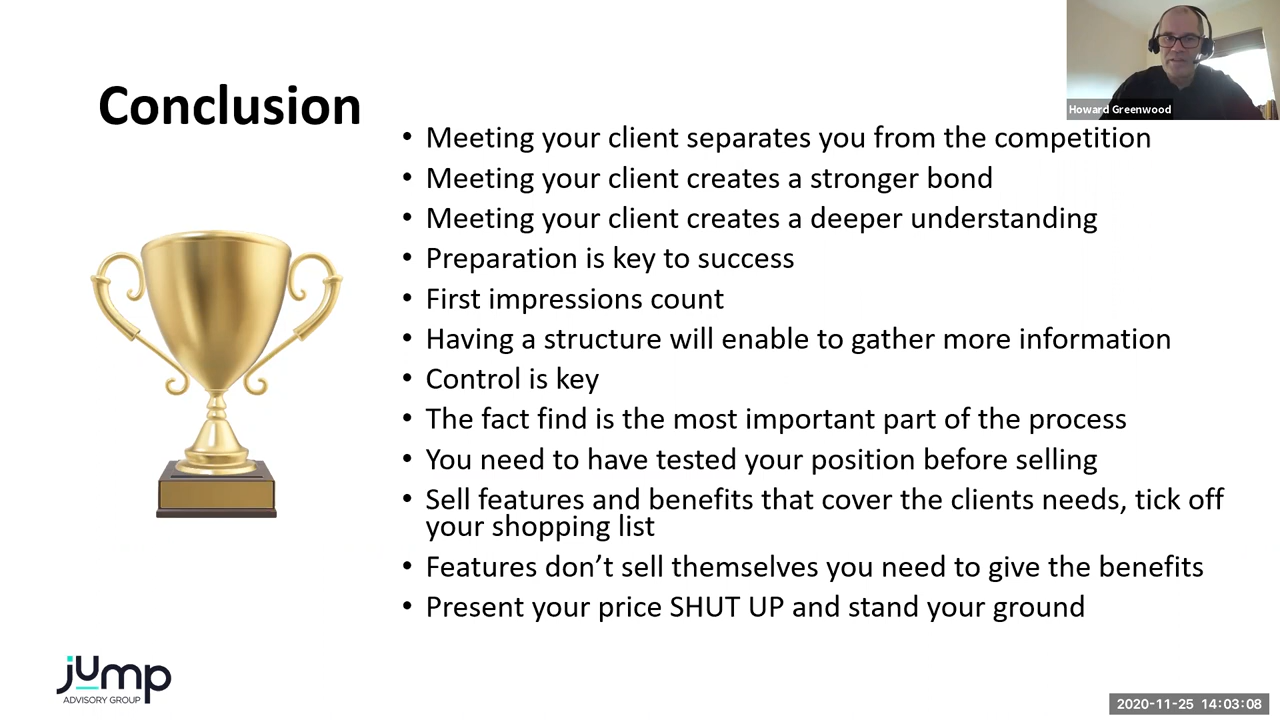 Conclusion
Howard Greenwood
• Meeting your client separates you from the competition
• Meeting your client creates a stronger bond
• Meeting your client creates a deeper understanding
• Preparation is key to success
• First impressions count
• Having a structure will enable to gather more information
• Control is key
• The fact find is the most important part of the process
• You need to have tested your position before selling
• Sell features and benefits that cover the clients needs, tick off
your shopping list
• Features don’t sell themselves you need to give the benefits
• Present your price SHUT UP and stand your ground
jump
ADVISORY GROUP
2020-11-25 14:03:08